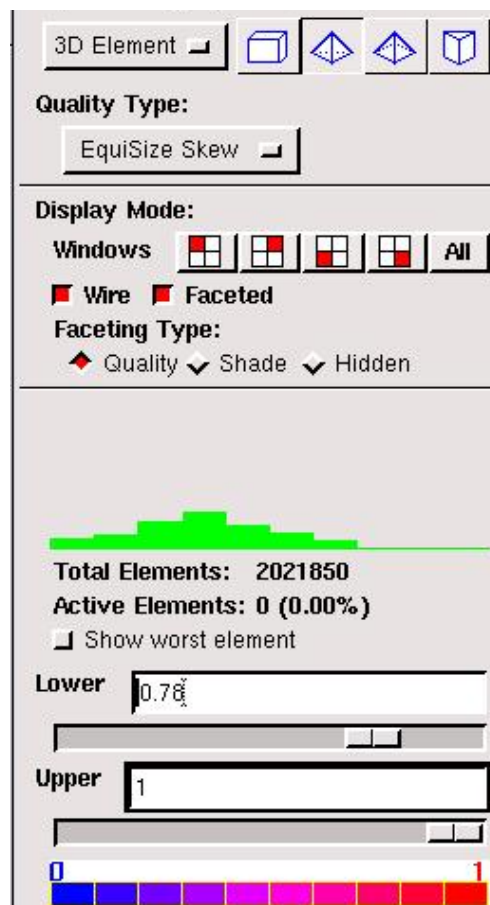 3D Element
Quality Type:
EquiSize Skew
Display Mode:
Windows All
Wire Faceted
Faceting Type:
Quality Shade Hidden
Total Elements: 2021850
Active Elements: 0 (0.00%)
Show worst element
Lower 0.78
Upper 1
0 1